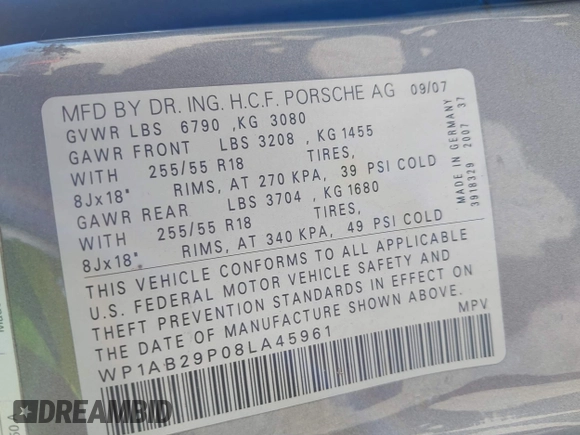 MFD BY DR. ING. H.C.F. PORSCHE AG 09/07
GVWR LBS 6790 ,KG 3080
GAWR FRONT LBS 3208 ,KG 1455
WITH 255/55 R18 TIRES,
8Jx18" RIMS, AT 270 KPA, 39 PSI COLD
GAWR REAR LBS 3704 ,KG 1680
WITH 255/55 R18 TIRES,
8Jx18" RIMS, AT 340 KPA, 49 PSI COLD
THIS VEHICLE CONFORMS TO ALL APPLICABLE
U.S. FEDERAL MOTOR VEHICLE SAFETY AND
THEFT PREVENTION STANDARDS IN EFFECT ON
THE DATE OF MANUFACTURE SHOWN ABOVE.
WP1AB29P08LA45961 MPV
MADE IN GERMANY
3918329 2007 37
DREAMBID